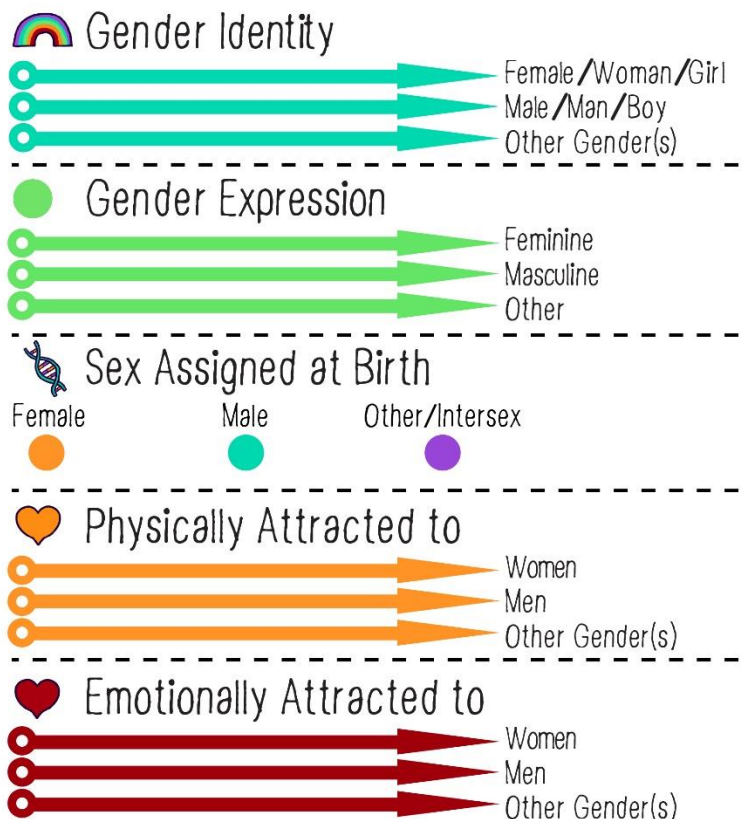 Gender Identity
Female/Woman/Girl
Male/Man/Boy
Other Gender(s)
Gender Expression
Feminine
Masculine
Other
Sex Assigned at Birth
Female Male Other/Intersex
Physically Attracted to
Women
Men
Other Gender(s)
Emotionally Attracted to
Women
Men
Other Gender(s)